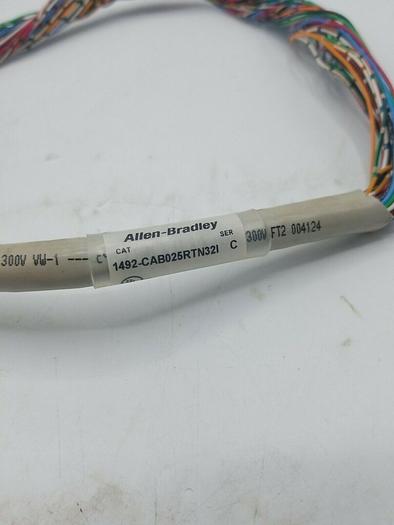 Allen-Bradley
CAT SER
1492-CAB025RTN32I C
300V VW-1 ---
300V FT2 004124